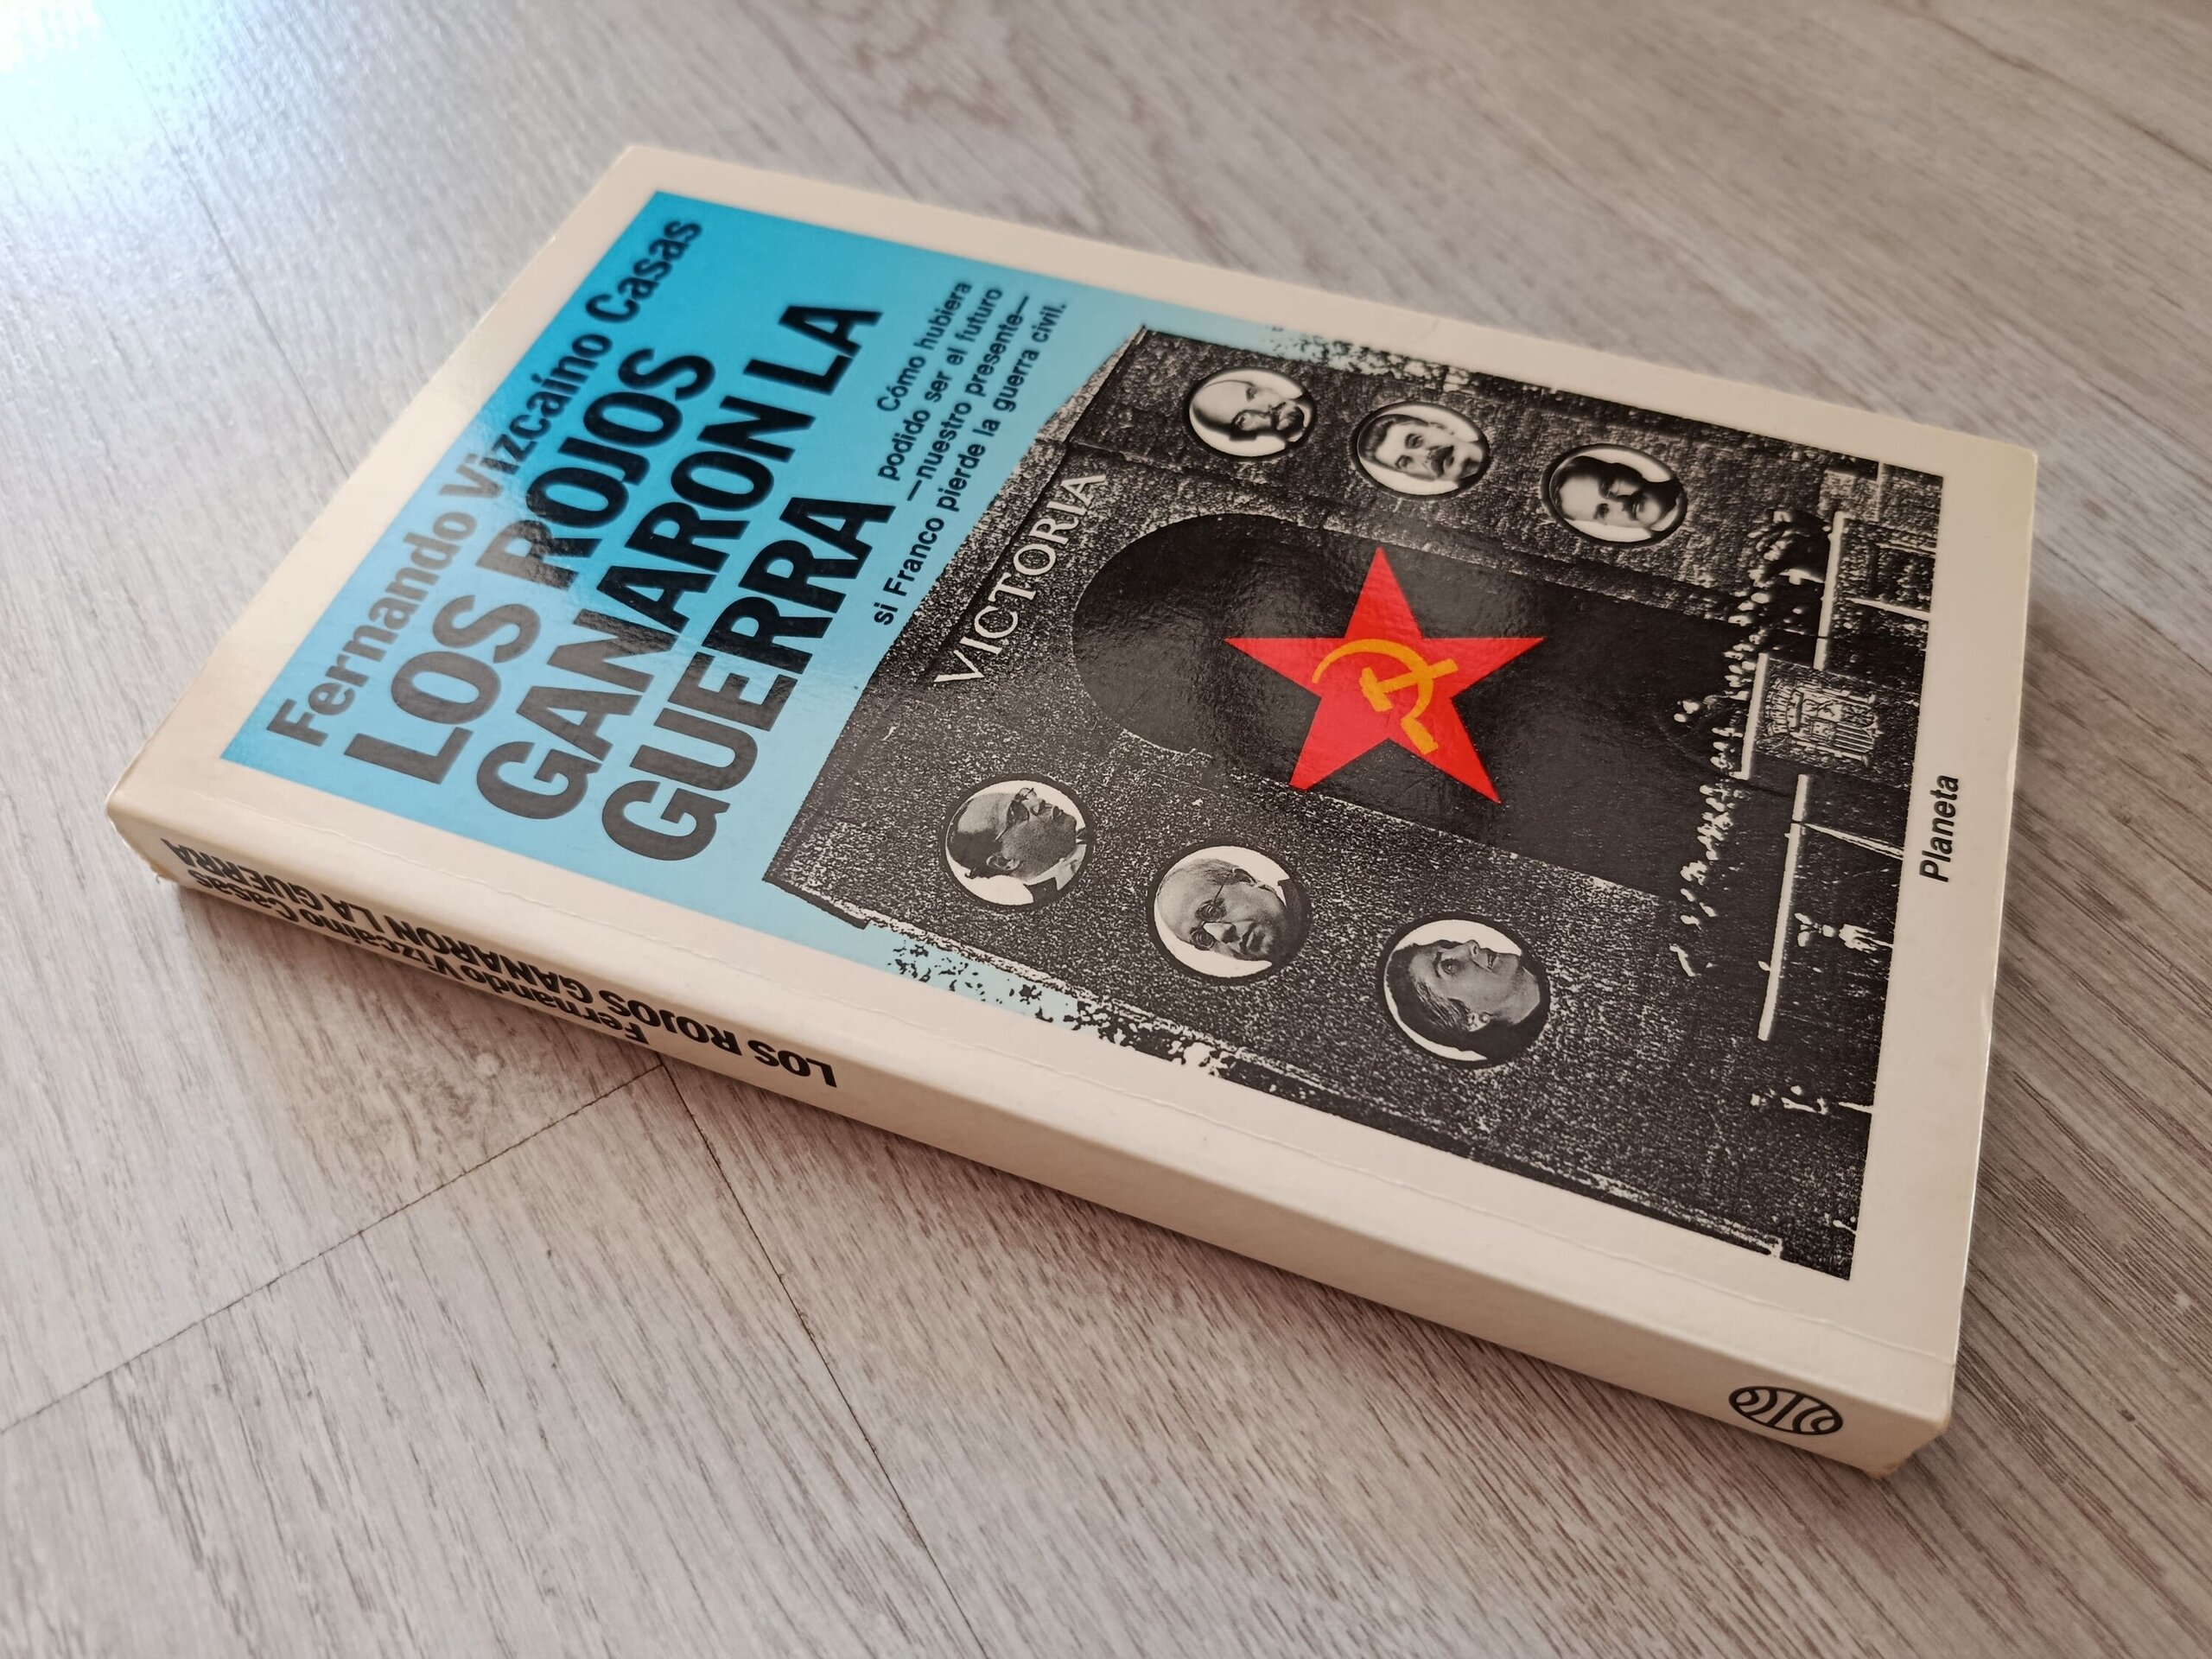 Fernando Vizcaíno Casas
LOS ROJOS
GANARON LA
GUERRA
Cómo hubiera
podido ser el futuro
—nuestro presente—
si Franco pierde la guerra civil.
VICTORIA
Planeta
Fernando Vizcaíno Casas
LOS ROJOS GANARON LA GUERRA